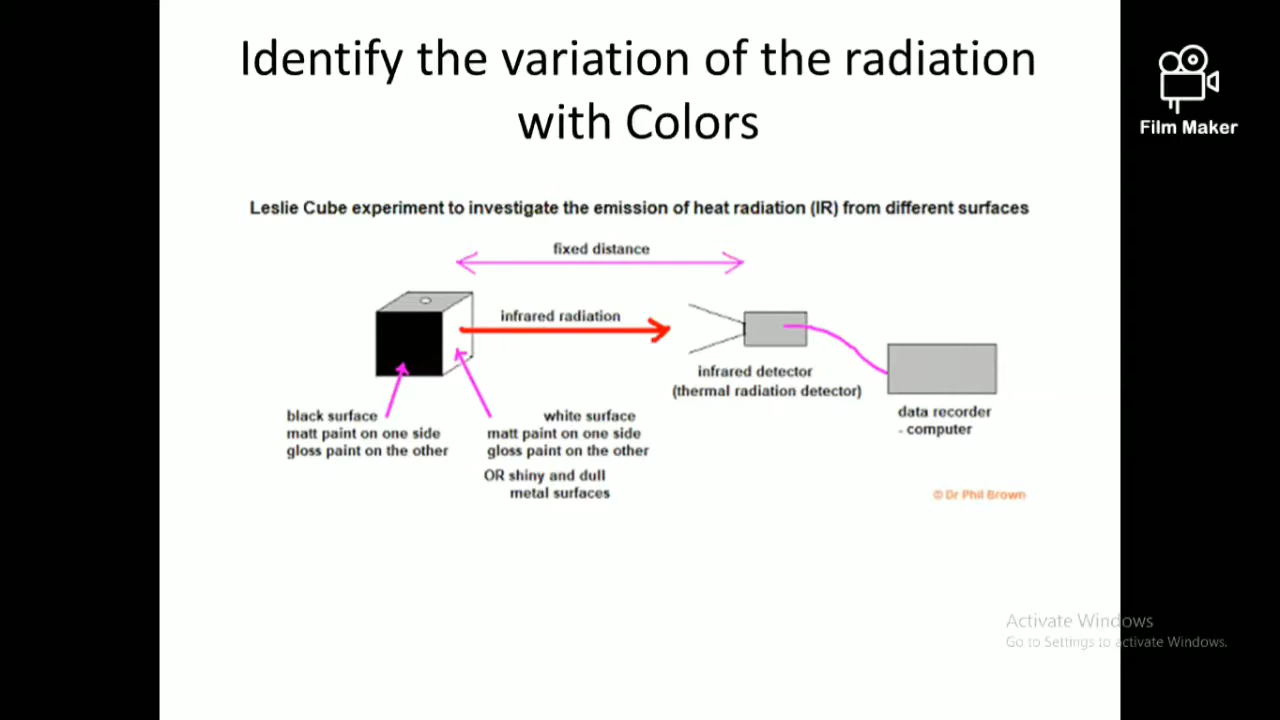 Identify the variation of the radiation
with Colors
Film Maker
Leslie Cube experiment to investigate the emission of heat radiation (IR) from different surfaces
fixed distance
infrared radiation
infrared detector
(thermal radiation detector)
data recorder
- computer
black surface
matt paint on one side
gloss paint on the other
white surface
matt paint on one side
gloss paint on the other
OR shiny and dull
metal surfaces
© Dr Phil Brown
Activate Windows
Go to Settings to activate Windows.